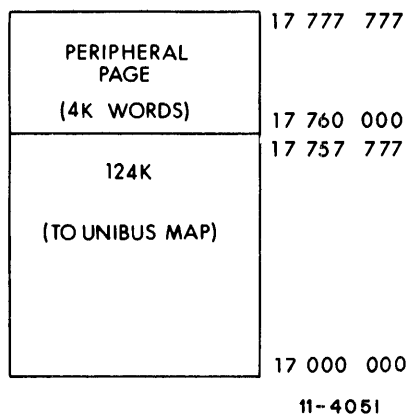 17 777 777
PERIPHERAL
PAGE
(4K WORDS)
17 760 000
17 757 777
124K
(TO UNIBUS MAP)
17 000 000
11-4051